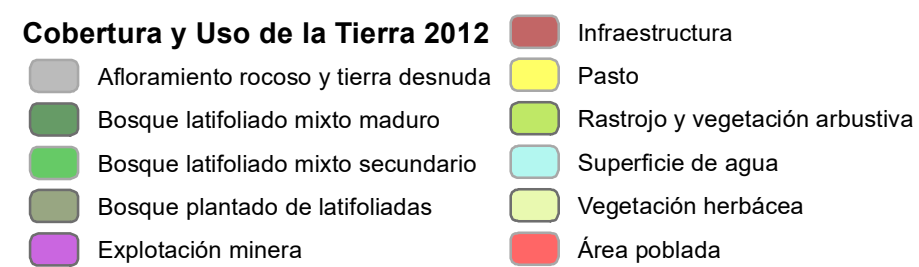 Cobertura y Uso de la Tierra 2012
Afloramiento rocoso y tierra desnuda
Bosque latifoliado mixto maduro
Bosque latifoliado mixto secundario
Bosque plantado de latifoliadas
Explotación minera
Infraestructura
Pasto
Rastrojo y vegetación arbustiva
Superficie de agua
Vegetación herbácea
Área poblada